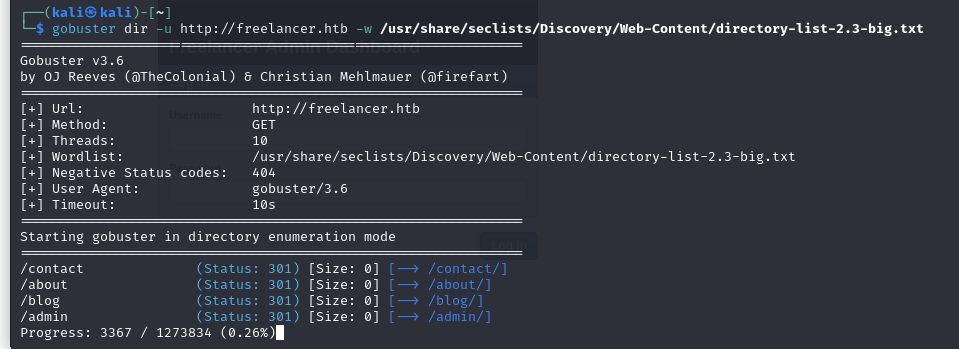 ┌──(kali㉿kali)-[~]
└─$ gobuster dir -u http://freelancer.htb -w /usr/share/seclists/Discovery/Web-Content/directory-list-2.3-big.txt
===============================================================
Gobuster v3.6
by OJ Reeves (@TheColonial) & Christian Mehlmauer (@firefart)
===============================================================
[+] Url:                     http://freelancer.htb
[+] Method:                  GET
[+] Threads:                 10
[+] Wordlist:                /usr/share/seclists/Discovery/Web-Content/directory-list-2.3-big.txt
[+] Negative Status codes:   404
[+] User Agent:              gobuster/3.6
[+] Timeout:                 10s
===============================================================
Starting gobuster in directory enumeration mode
===============================================================
/contact              (Status: 301) [Size: 0] [--> /contact/]
/about                (Status: 301) [Size: 0] [--> /about/]
/blog                 (Status: 301) [Size: 0] [--> /blog/]
/admin                (Status: 301) [Size: 0] [--> /admin/]
Progress: 3367 / 1273834 (0.26%)
Freelancer Admin Dashboard
Username